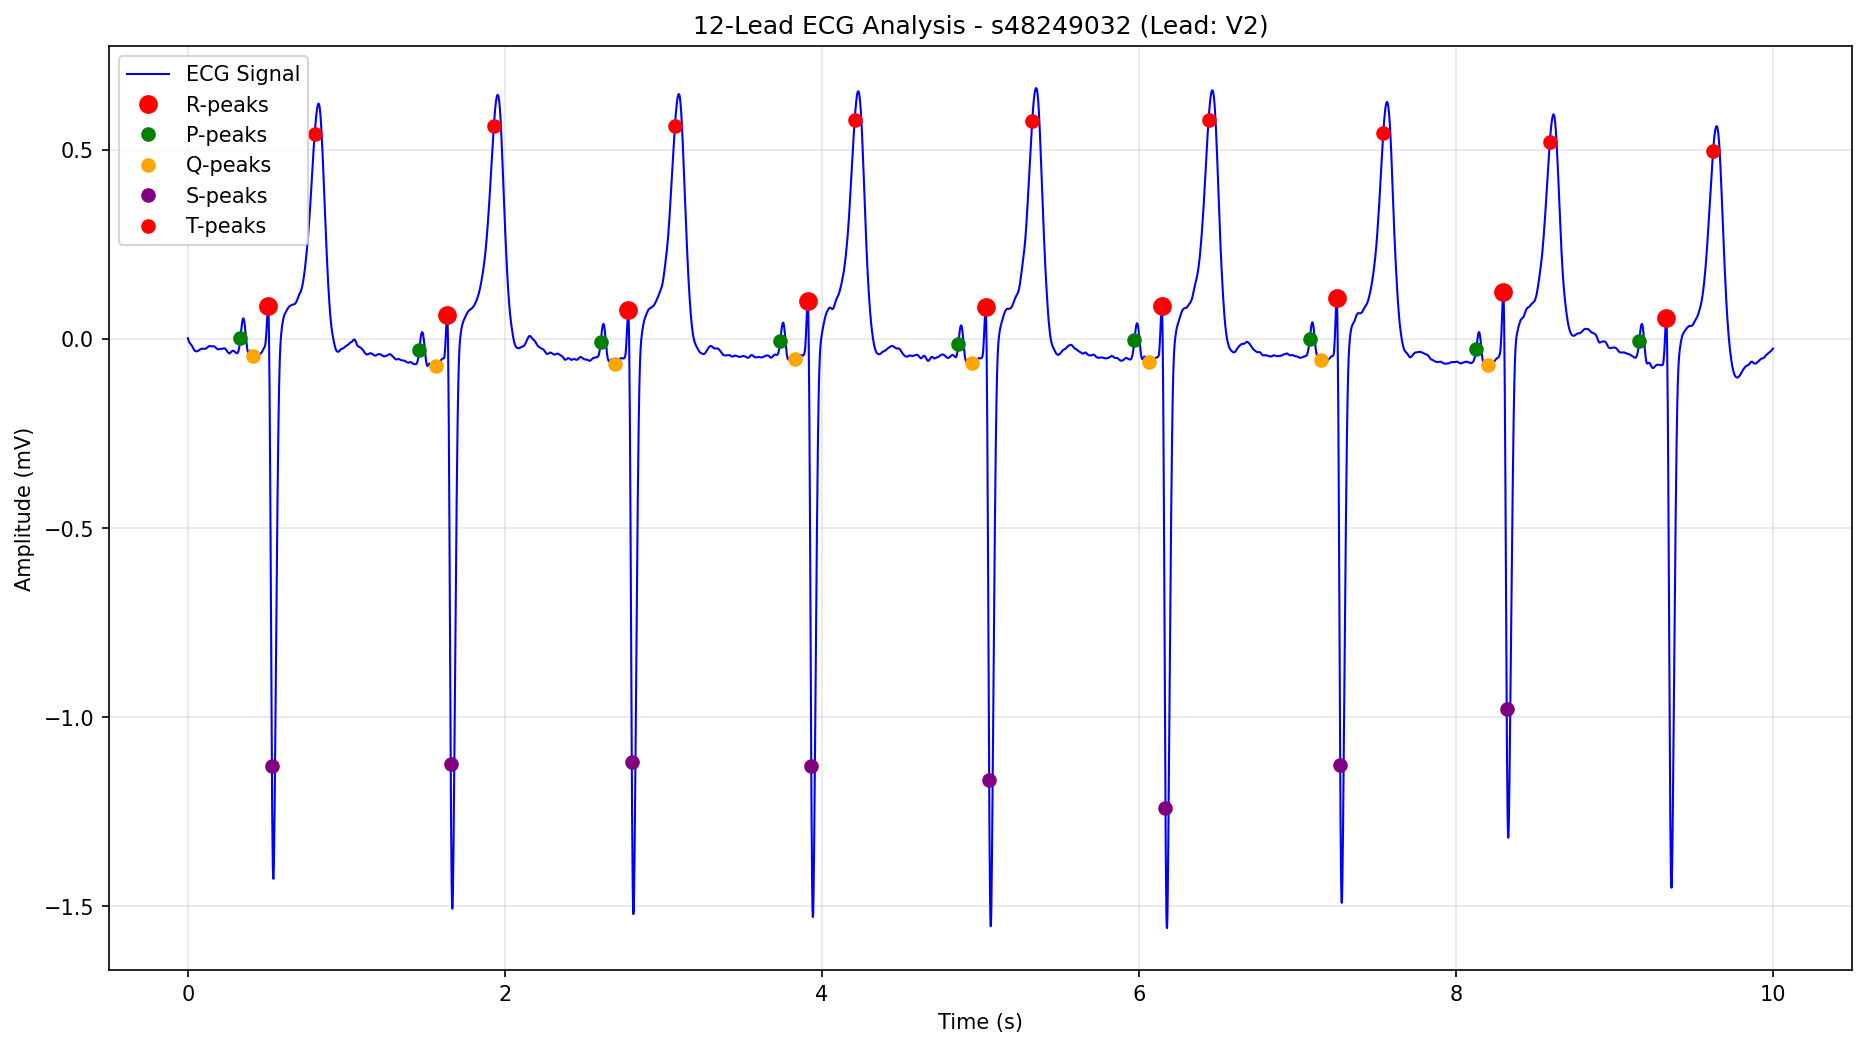 12-Lead ECG Analysis - s48249032 (Lead: V2)
ECG Signal
R-peaks
P-peaks
Q-peaks
S-peaks
T-peaks
0.5
0.0
−0.5
−1.0
−1.5
Amplitude (mV)
0 2 4 6 8 10
Time (s)